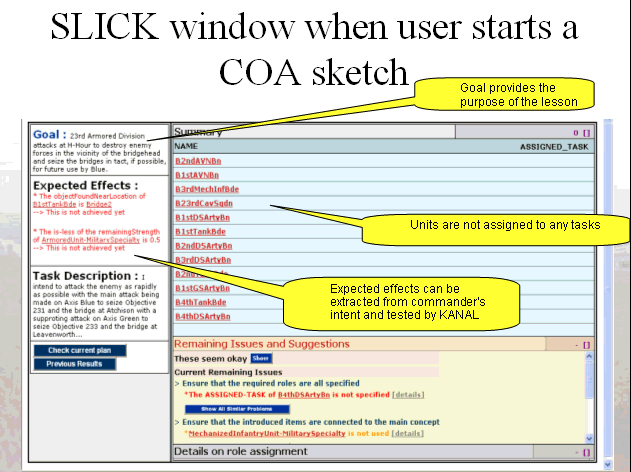 SLICK window when user starts a
COA sketch
Goal provides the
purpose of the lesson
Goal : 23rd Armored Division
attacks at H-Hour to destroy enemy
forces in the vicinity of the bridgehead
and seize the bridges in tact, if possible,
for future use by Blue.
Expected Effects :
* The objectFoundNearLocation of
B1stTankBde is Bridge2
--> This is not achieved yet
* The is-less of the remainingStrength
of ArmoredUnit-MilitarySpecialty is 0.5
--> This is not achieved yet
Task Description : I
intend to attack the enemy as rapidly
as possible with the main attack being
made on Axis Blue to seize Objective
231 and the bridge at Atchison with a
supproting attack on Axis Green to
seize Objective 233 and the bridge at
Leavenworth...
Check current plan
Previous Results
Summary 0 []
NAME ASSIGNED_TASK
B2ndAVNBn
B1stAVNBn
B3rdMechInfBde
B23rdCavSqdn
B1stDSArtyBn
B1stTankBde
B2ndDSArtyBn
B3rdDSArtyBn
B1stGSArtyBn
B4thTankBde
B4thDSArtyBn
Units are not assigned to any tasks
Expected effects can be
extracted from commander's
intent and tested by KANAL
Remaining Issues and Suggestions - []
These seem okay Show
Current Remaining Issues
> Ensure that the required roles are all specified
*The ASSIGNED-TASK of B4thDSArtyBn is not specified [details]
Show All Similar Problems
> Ensure that the introduced items are connected to the main concept
*MechanizedInfantryUnit-MilitarySpecialty is not used [details]
Details on role assignment - []